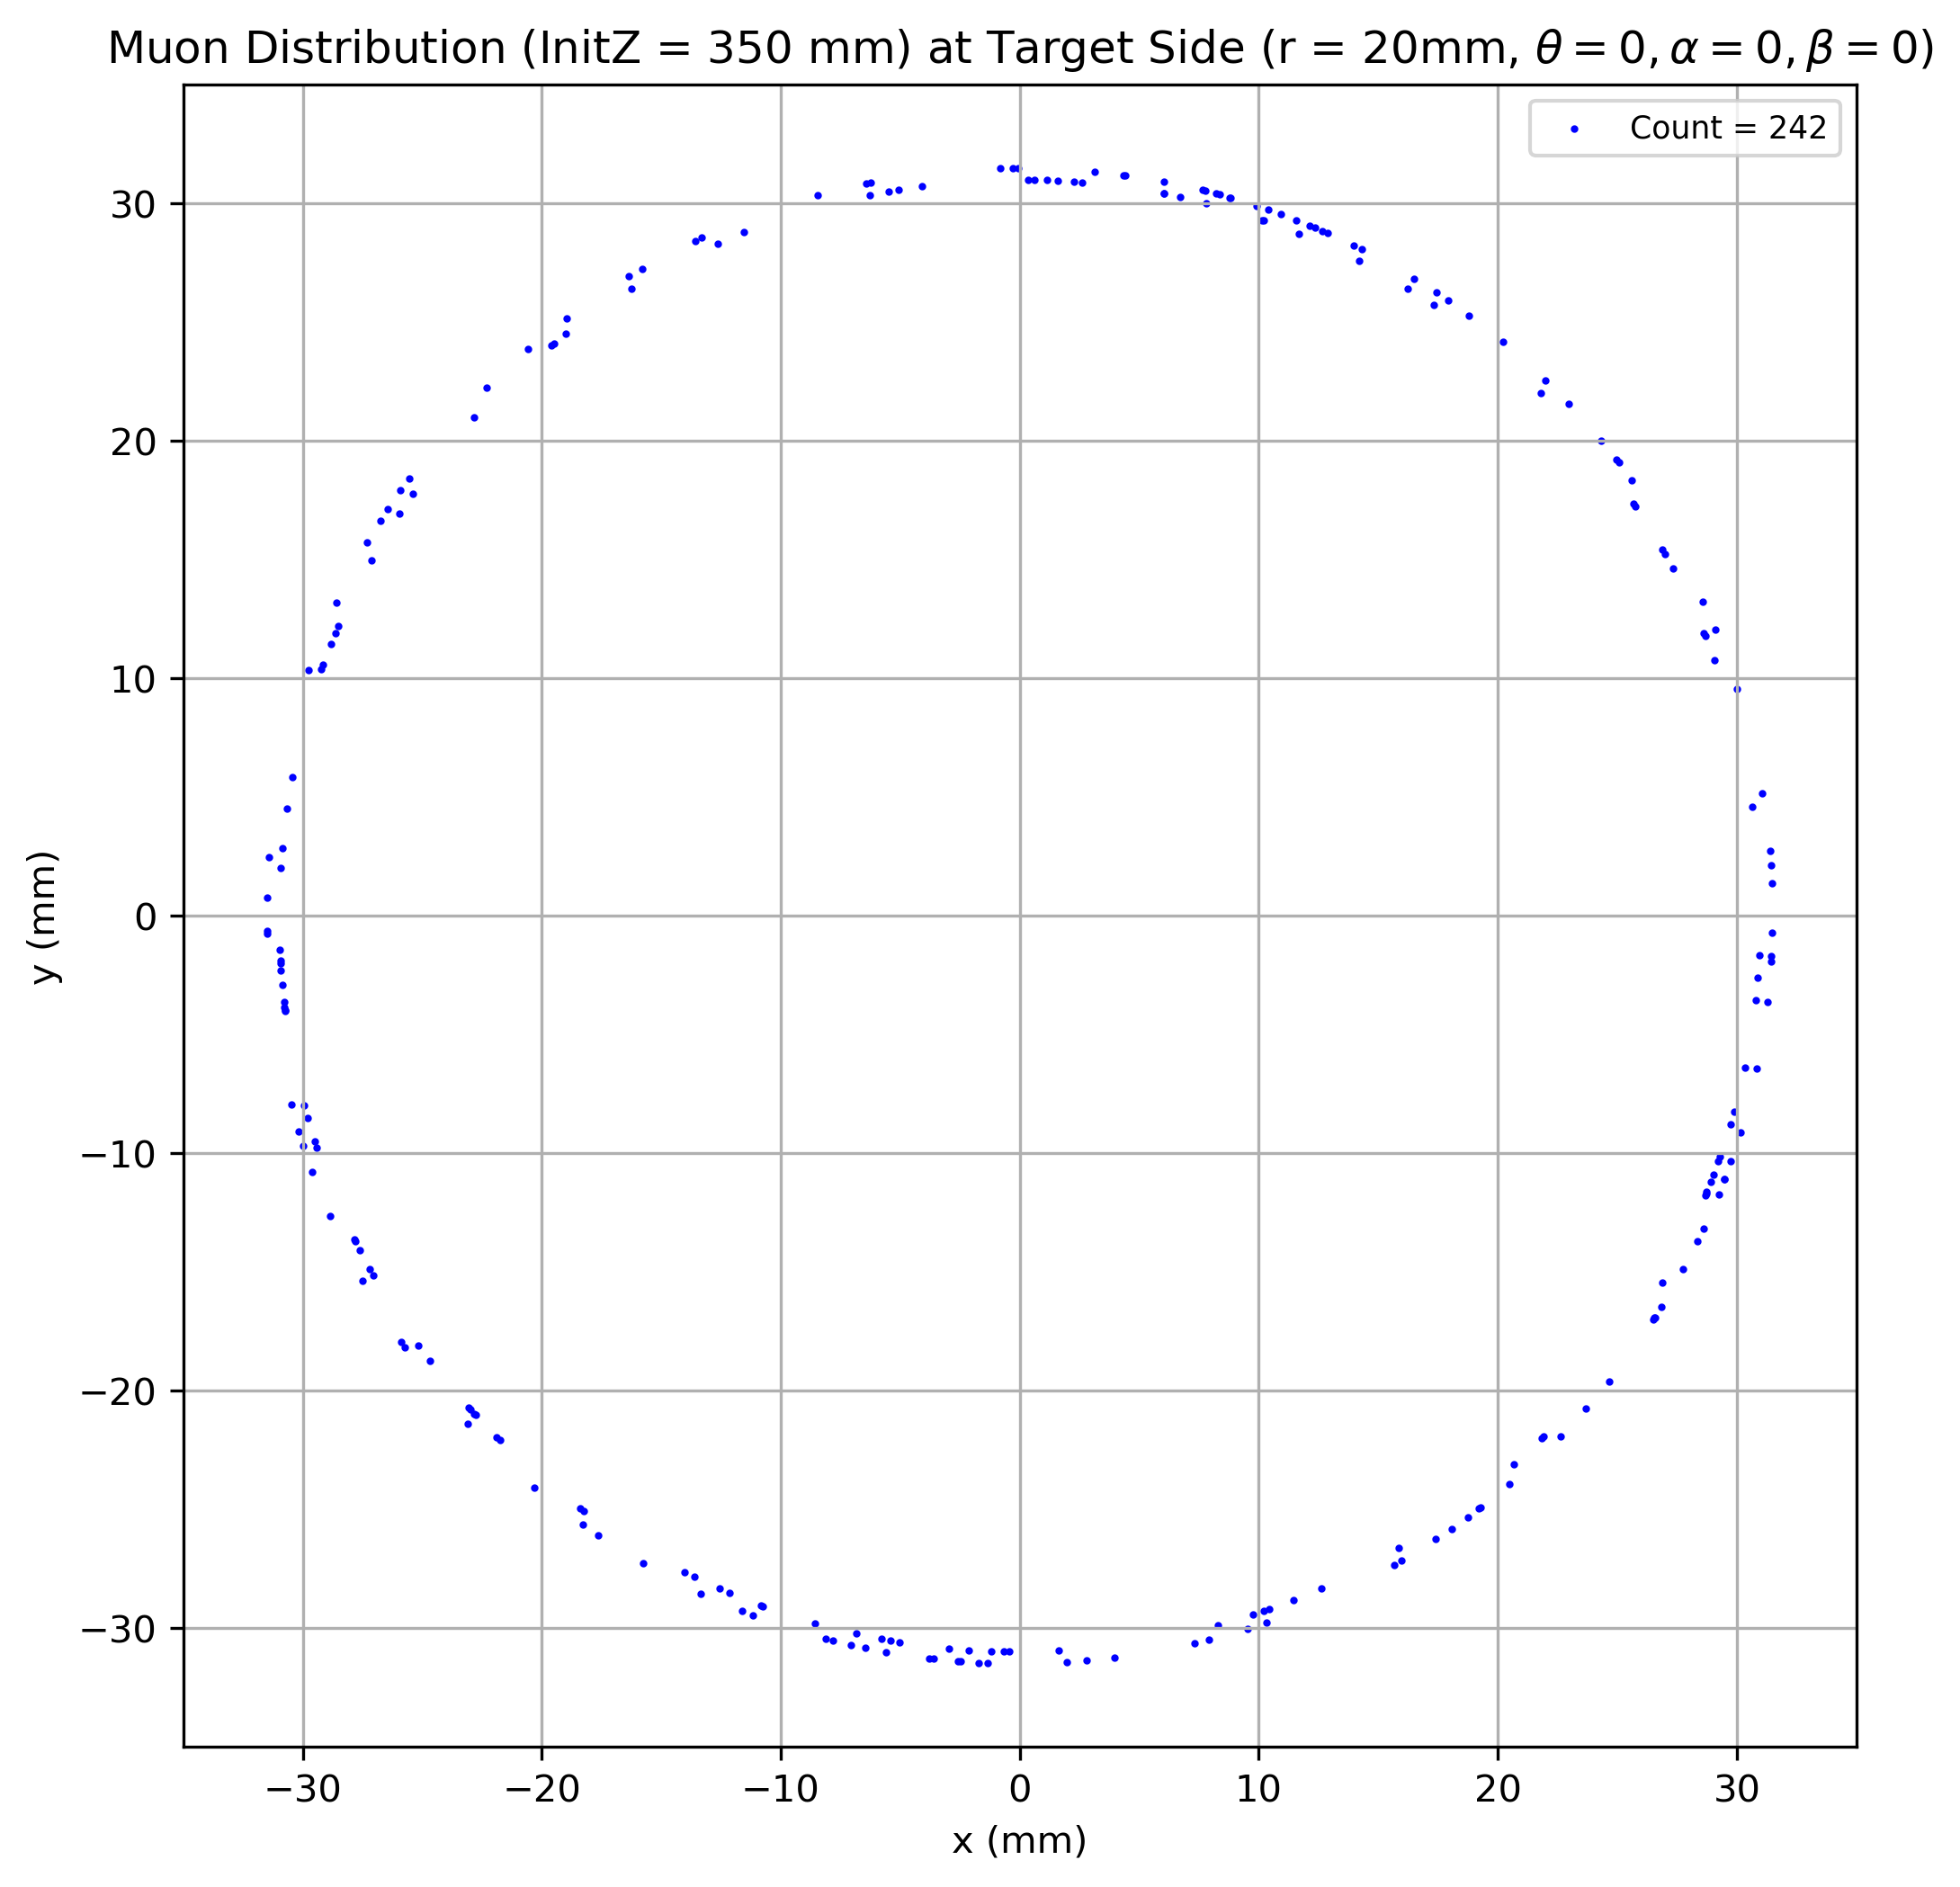 Muon Distribution (InitZ = 350 mm) at Target Side (r = 20mm, θ = 0, α = 0, β = 0)
Count = 242
30
20
10
0
−10
−20
−30
y (mm)
−30 −20 −10 0 10 20 30
x (mm)